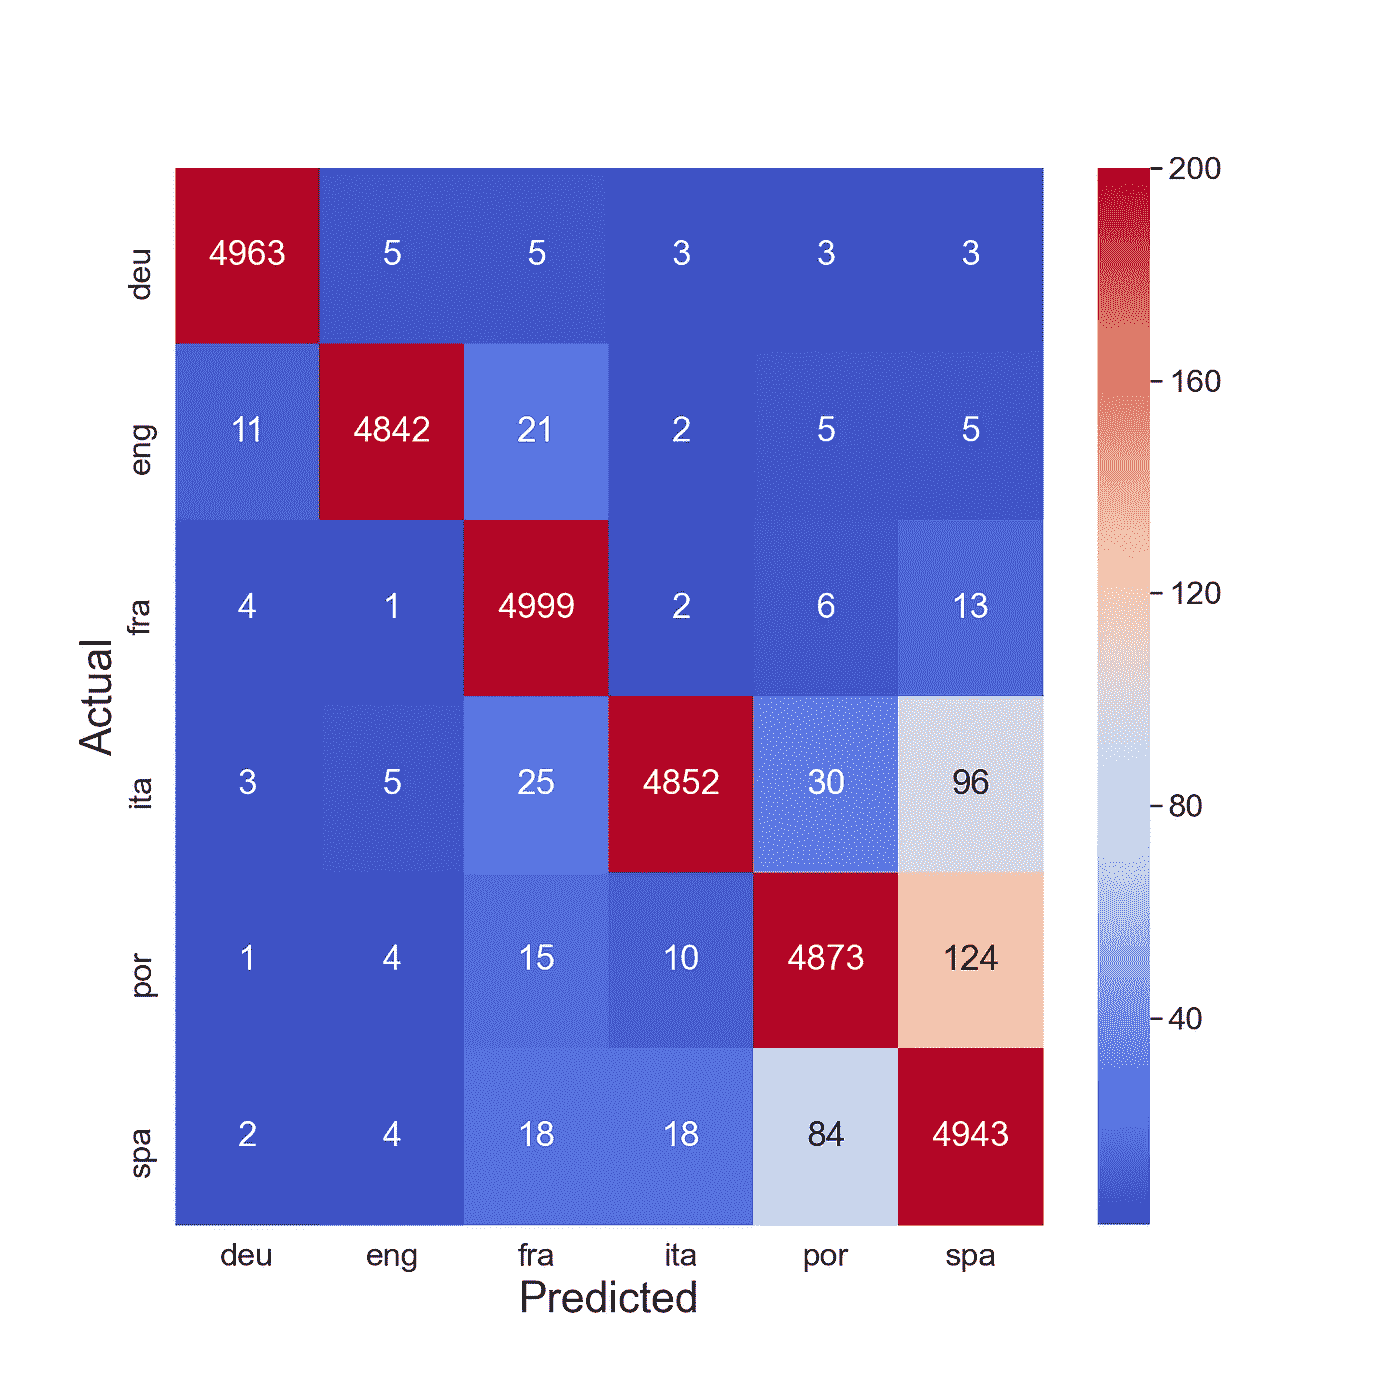 deu 4963 5 5 3 3 3
eng 11 4842 21 2 5 5
fra 4 1 4999 2 6 13
ita 3 5 25 4852 30 96
por 1 4 15 10 4873 124
spa 2 4 18 18 84 4943
deu eng fra ita por spa
Predicted
Actual
200
160
120
80
40